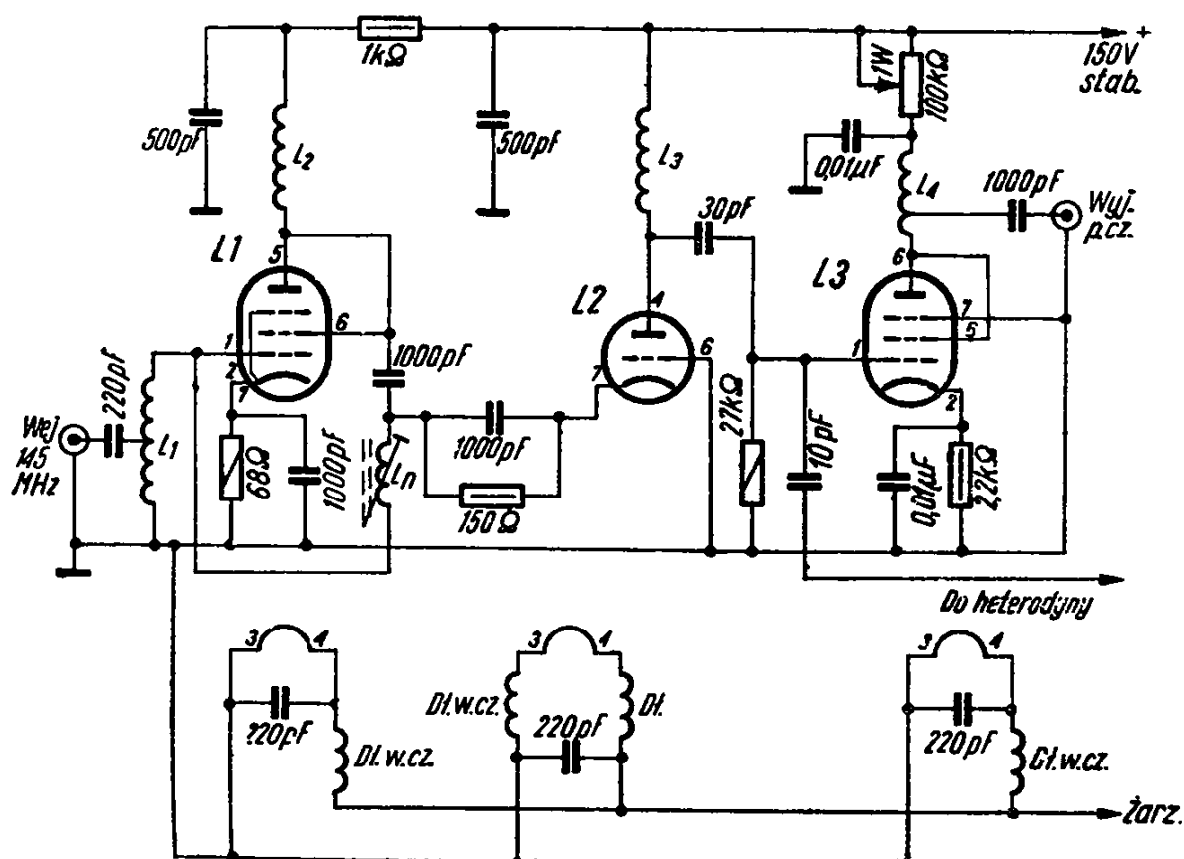 1kΩ
+
150V
stab.
500pF
L2
500pF
L3
1W
100kΩ
0,01µF
L4
1000pF
Wyj.
p.cz.
30pF
L1
5
6
1
2
7
L2
4
6
7
L3
6
7
5
1
2
1000pF
220pF
Wej
145
MHz
L1
68Ω
1000pF
Ln
1000pF
150Ω
27kΩ
10pF
0,01µF
2,2kΩ
Do heterodyny
3
4
220pF
Dł.w.cz.
3
4
Dł.w.cz.
Dł.
220pF
3
4
220pF
Dł.w.cz.
Żarz.